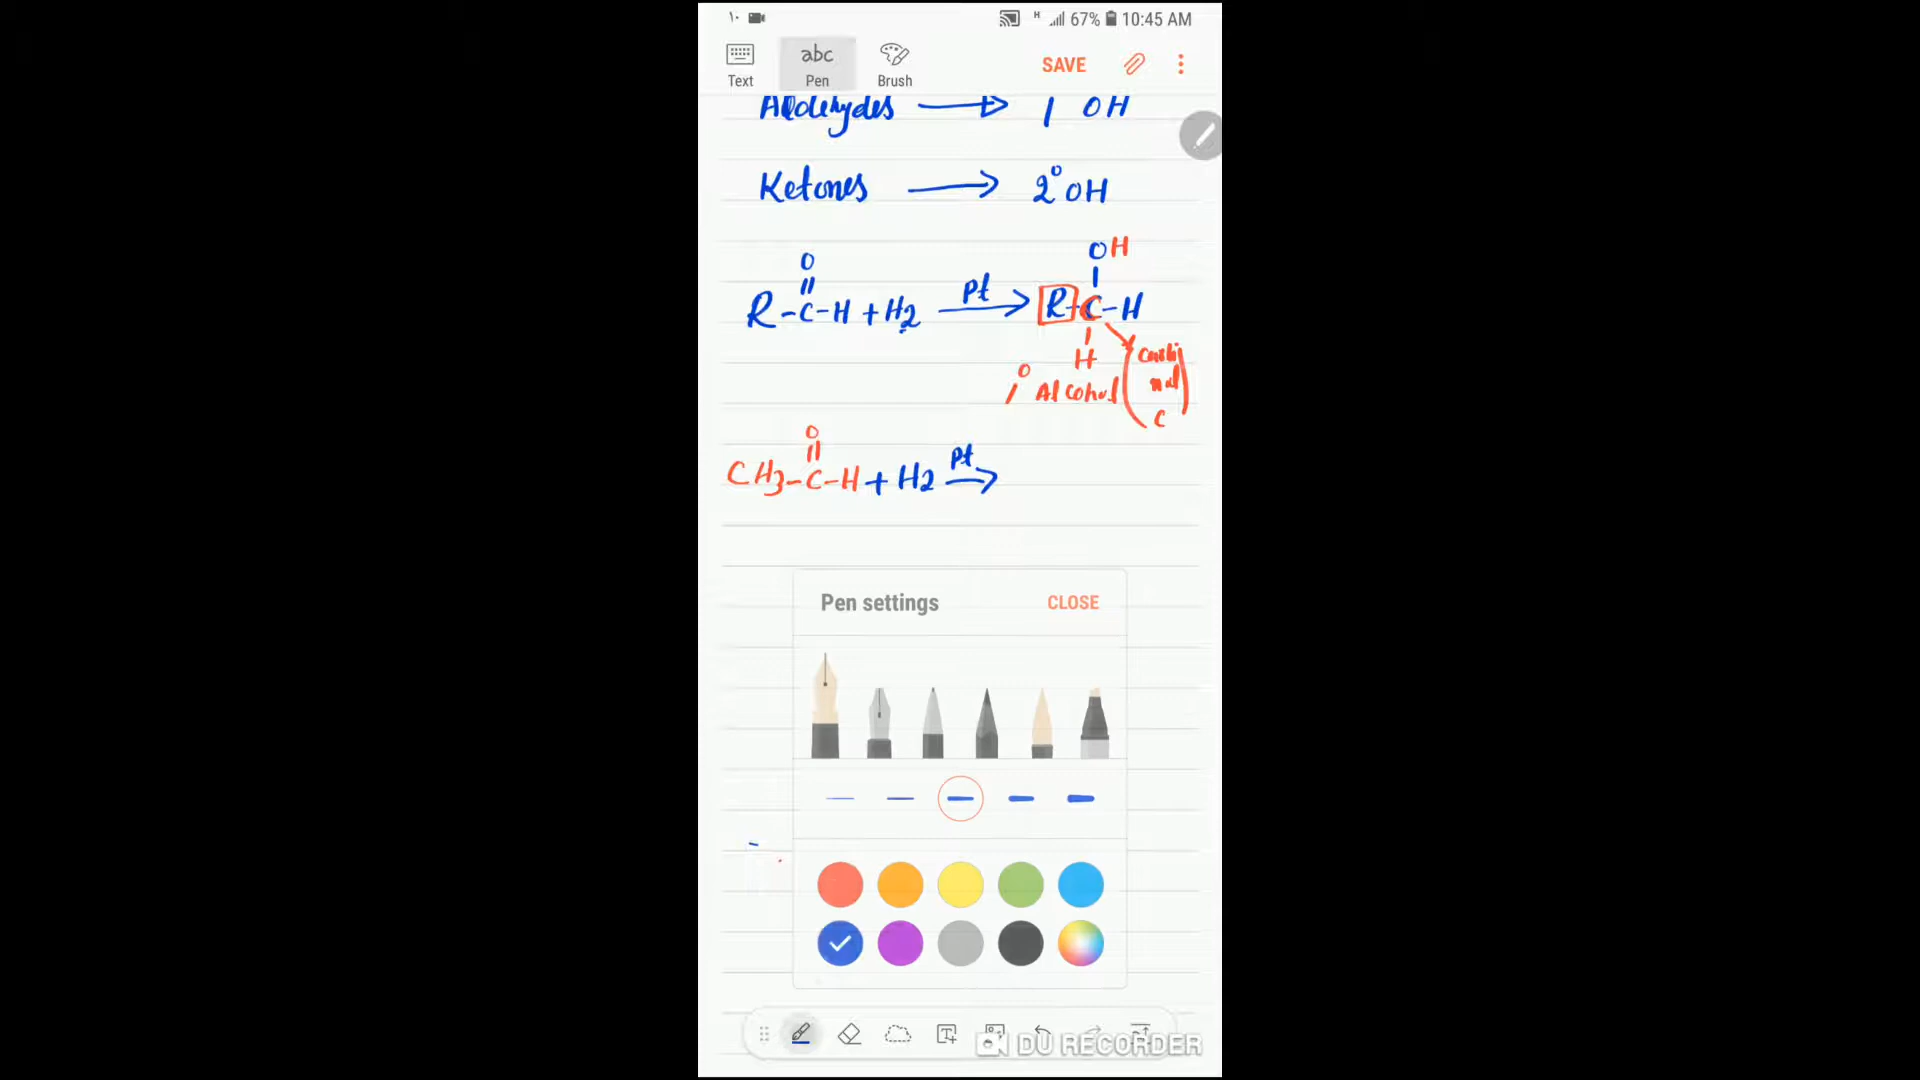 ١٠ H 67% 10:45 AM
Text abc Pen Brush SAVE
Aldehydes → 1 OH
Ketones → 2° OH
O OH
||
R-C-H + H2 Pt → R-C-H
H
1° Alcohol C
O
||
CH3-C-H + H2 Pt →
Pen settings CLOSE
DU RECORDER